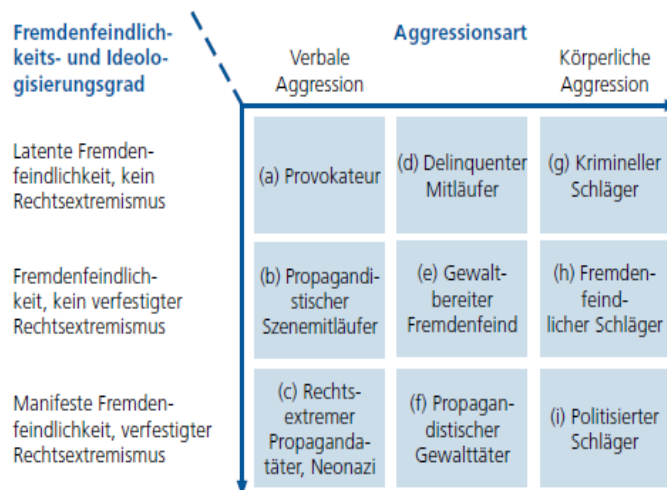 Fremdenfeindlich-
keits- und Ideolo-
gisierungsgrad
Aggressionsart
Verbale
Aggression
Körperliche
Aggression
Latente Fremden-
feindlichkeit, kein
Rechtsextremismus
(a) Provokateur
(d) Delinquenter
Mitläufer
(g) Krimineller
Schläger
Fremdenfeindlich-
keit, kein verfestigter
Rechtsextremismus
(b) Propagandi-
stischer
Szenemitläufer
(e) Gewalt-
bereiter
Fremdenfeind
(h) Fremden-
feind-
licher Schläger
Manifeste Fremden-
feindlichkeit, verfestigter
Rechtsextremismus
(c) Rechts-
extremer
Propagandatä-
ter, Neonazi
(f) Propagan-
distischer
Gewalttäter
(i) Politisierter
Schläger